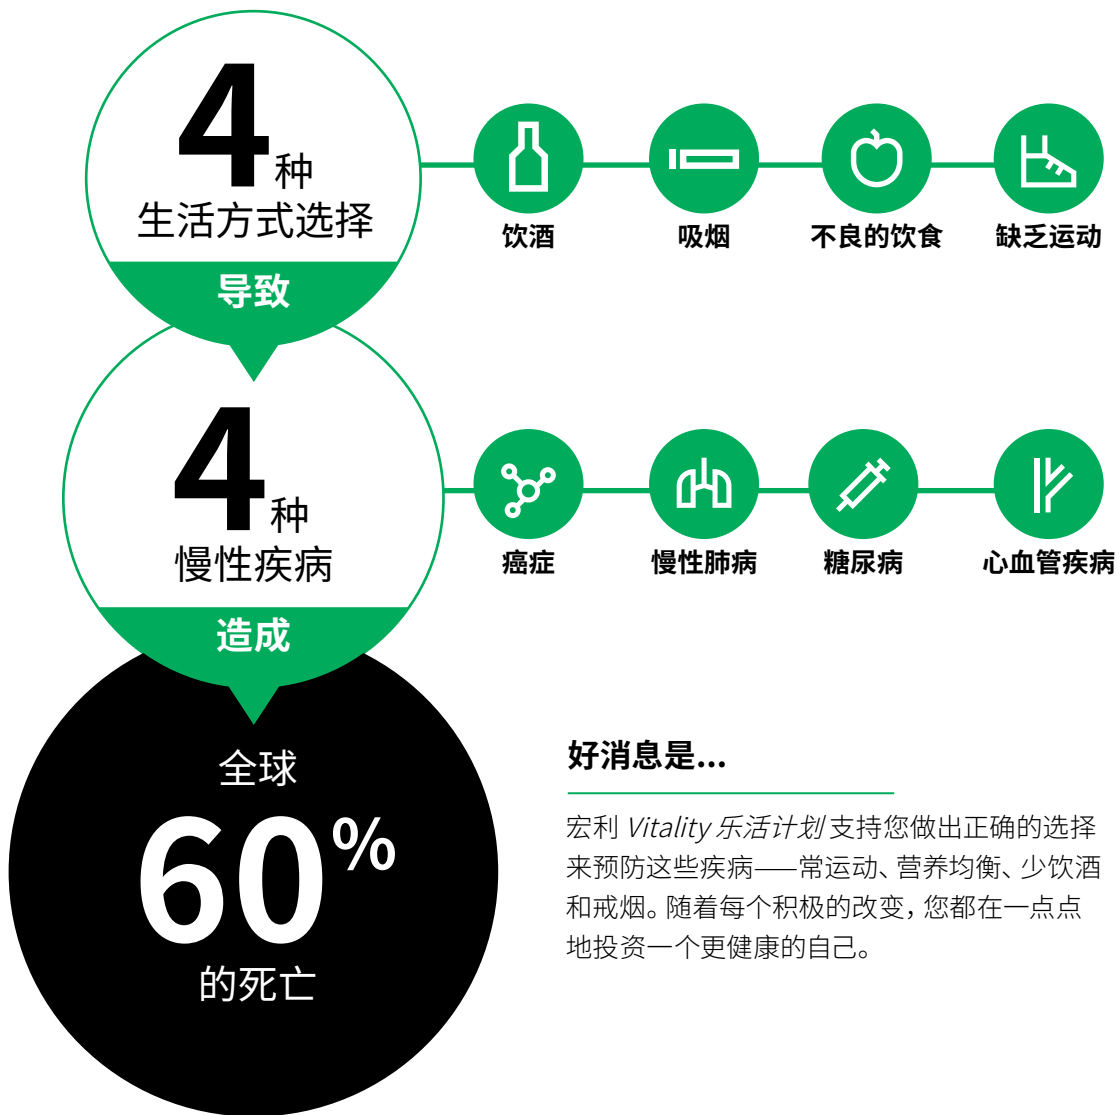 4种
生活方式选择
导致
饮酒
吸烟
不良的饮食
缺乏运动
4种
慢性疾病
造成
癌症
慢性肺病
糖尿病
心血管疾病
全球
60%
的死亡
好消息是...
宏利 Vitality 乐活计划 支持您做出正确的选择
来预防这些疾病——常运动、营养均衡、少饮酒
和戒烟。随着每个积极的改变，您都在一点点
地投资一个更健康的自己。